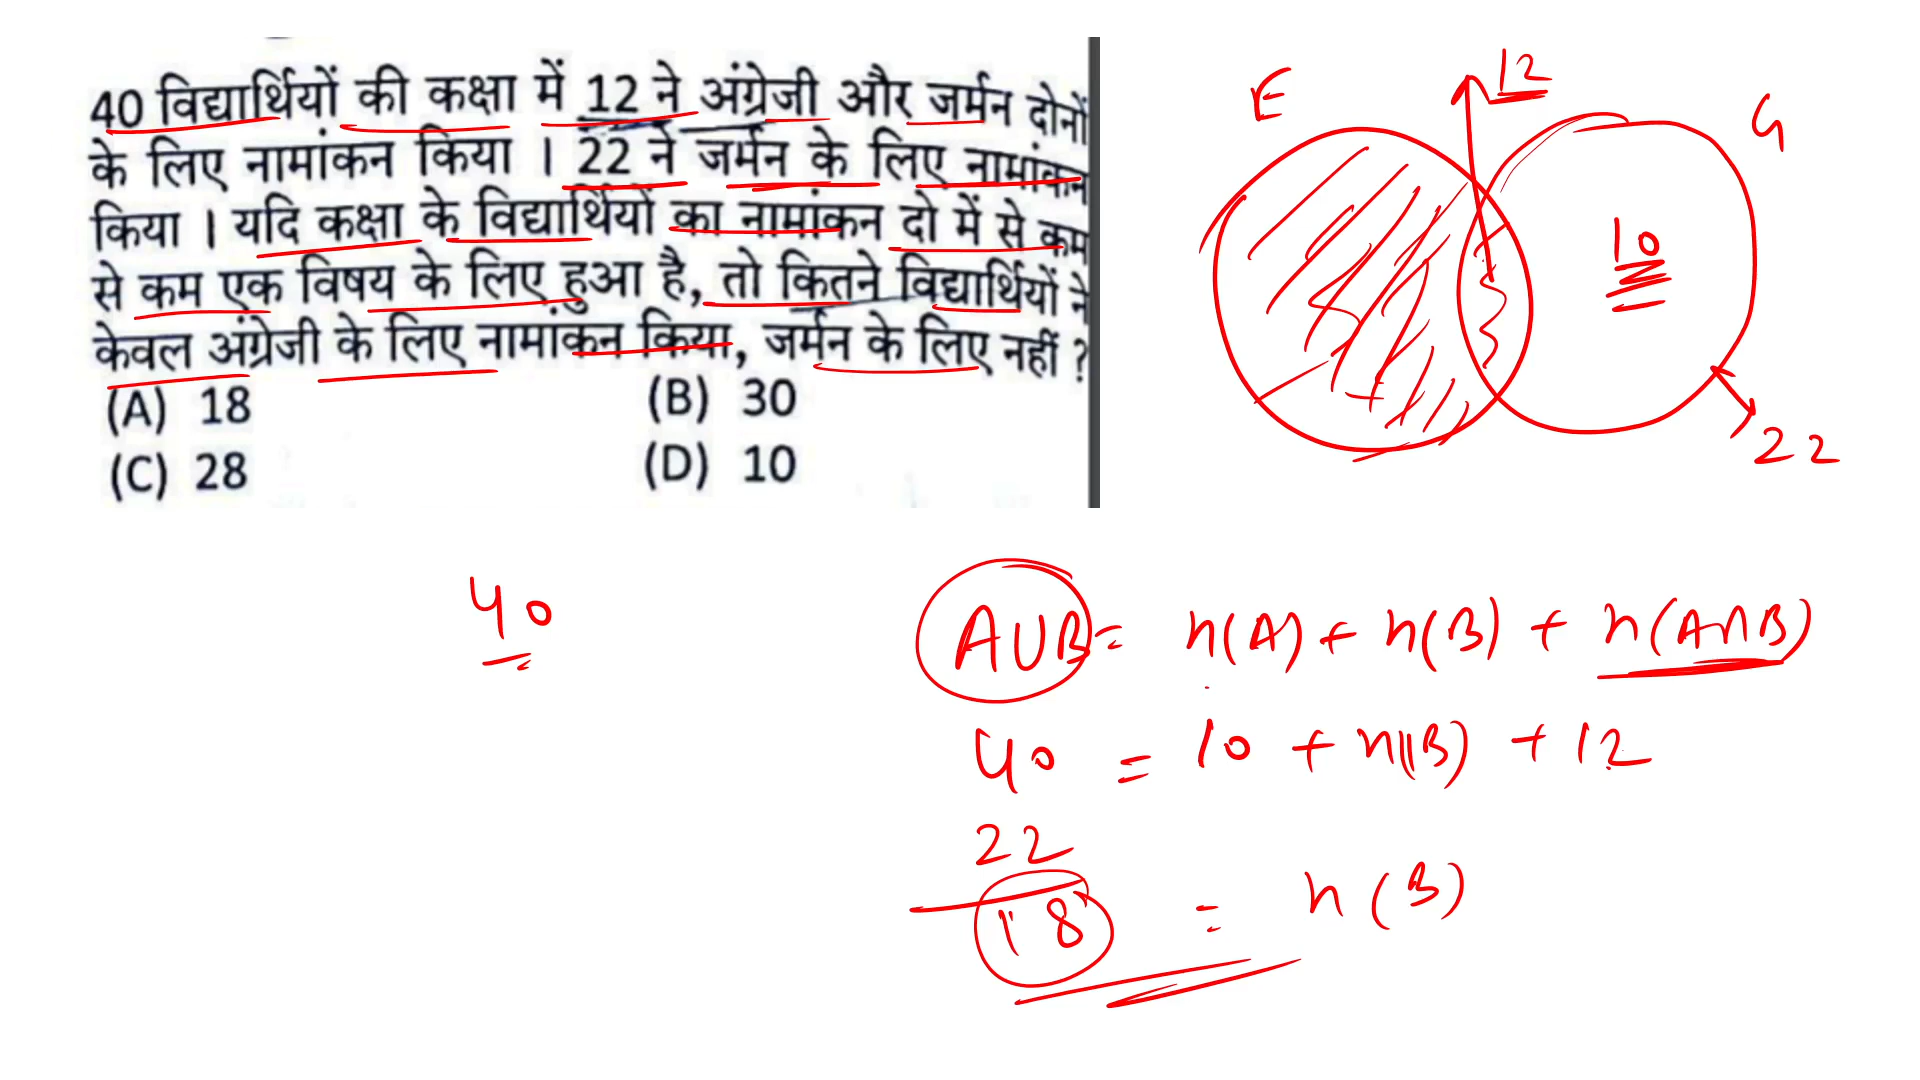 40 विद्यार्थियों की कक्षा में 12 ने अंग्रेजी और जर्मन दोनों
के लिए नामांकन किया । 22 ने जर्मन के लिए नामांकन
किया । यदि कक्षा के विद्यार्थियों का नामांकन दो में से कम
से कम एक विषय के लिए हुआ है, तो कितने विद्यार्थियों ने
केवल अंग्रेजी के लिए नामांकन किया, जर्मन के लिए नहीं ?
(A) 18 (B) 30
(C) 28 (D) 10
E 12 G
10
22
40
A∪B = n(A) + n(B) + n(A∩B)
40 = 10 + n(B) + 12
22
18 = n(B)